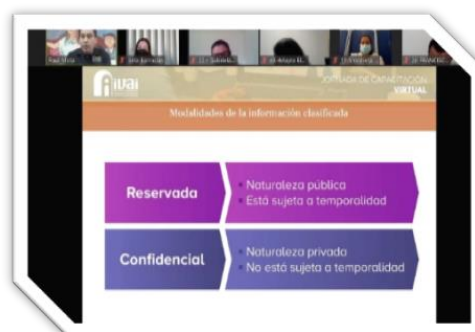 ivai
JORNADA DE CAPACITACIÓN
VIRTUAL
Modalidades de la información clasificada
Reservada
• Naturaleza pública
• Está sujeta a temporalidad
Confidencial
• Naturaleza privada
• No está sujeta a temporalidad